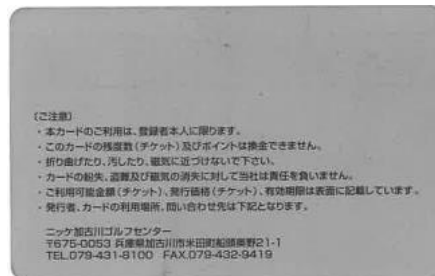 ［ご注意］
・本カードのご利用は、登録者本人に限ります。
・このカードの残度数(チケット)及びポイントは換金できません。
・折り曲げたり、汚したり、磁気に近づけないで下さい。
・カードの紛失、盗難及び磁気の消失に対して当社は責任を負いません。
・ご利用可能金額(チケット)、発行価格(チケット)、有効期限は表面に記載しています。
・発行者、カードの利用場所、問い合わせ先は下記となります。
ニッケ加古川ゴルフセンター
〒675-0053 兵庫県加古川市米田町船頭奥野21-1
TEL.079-431-8100 FAX.079-432-9419